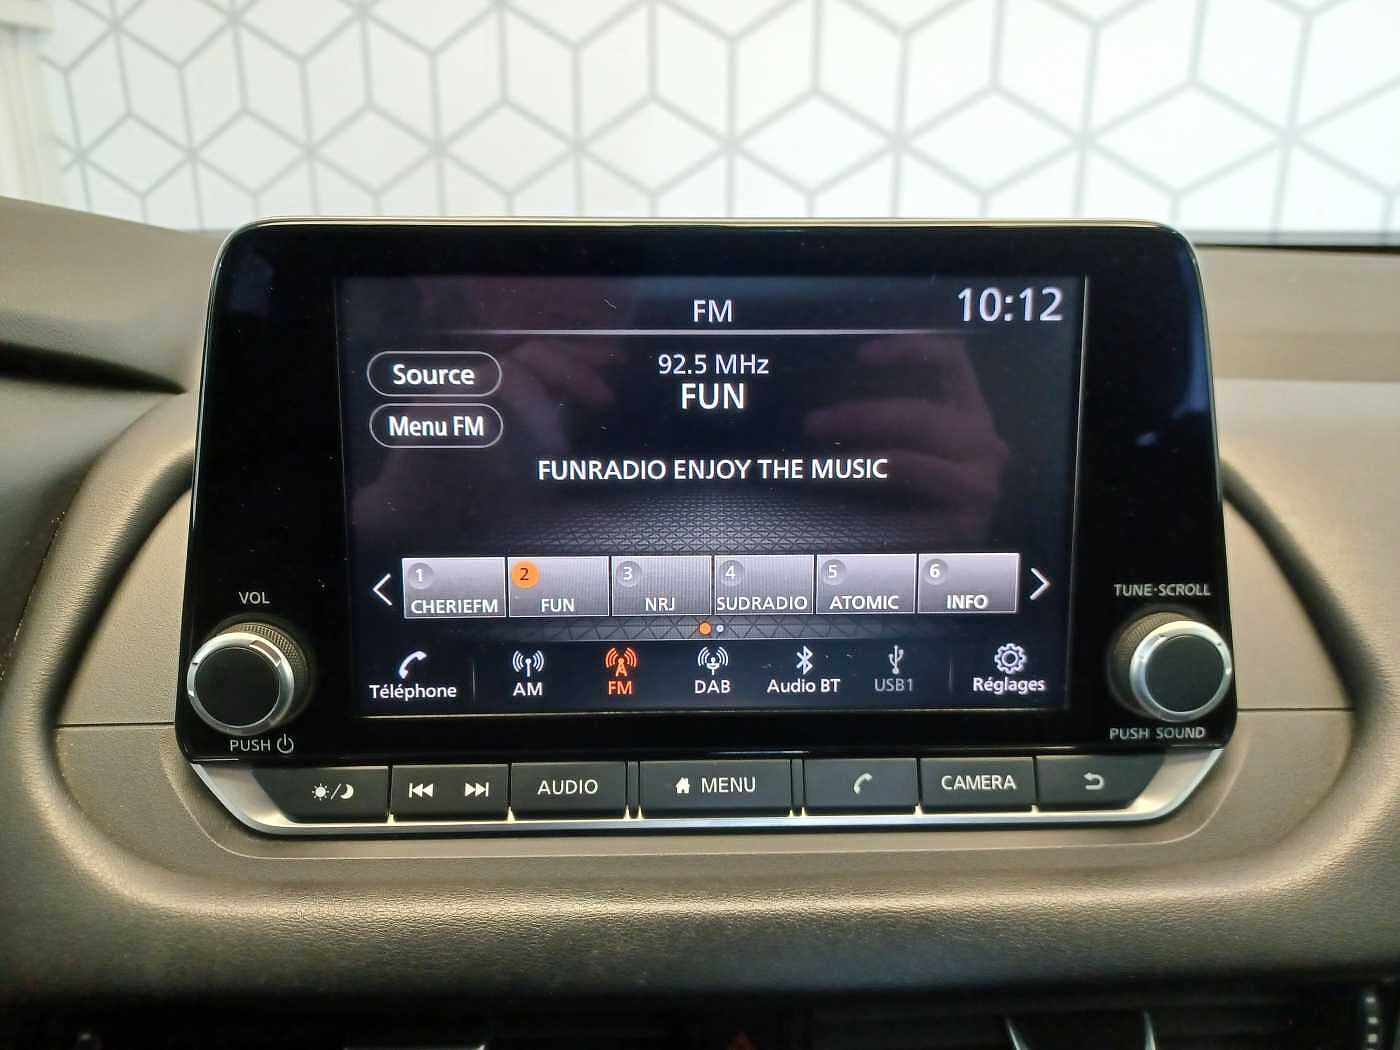 FM
10:12
Source
92.5 MHz
FUN
Menu FM
FUNRADIO ENJOY THE MUSIC
1 CHERIEFM
2 FUN
3 NRJ
4 SUDRADIO
5 ATOMIC
6 INFO
Téléphone
AM
FM
DAB
Audio BT
USB1
Réglages
VOL
PUSH
TUNE·SCROLL
PUSH SOUND
AUDIO
MENU
CAMERA